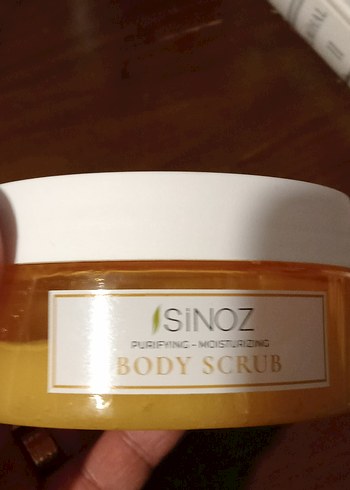 SiNOZ
PURIFYING - MOISTURIZING
BODY SCRUB